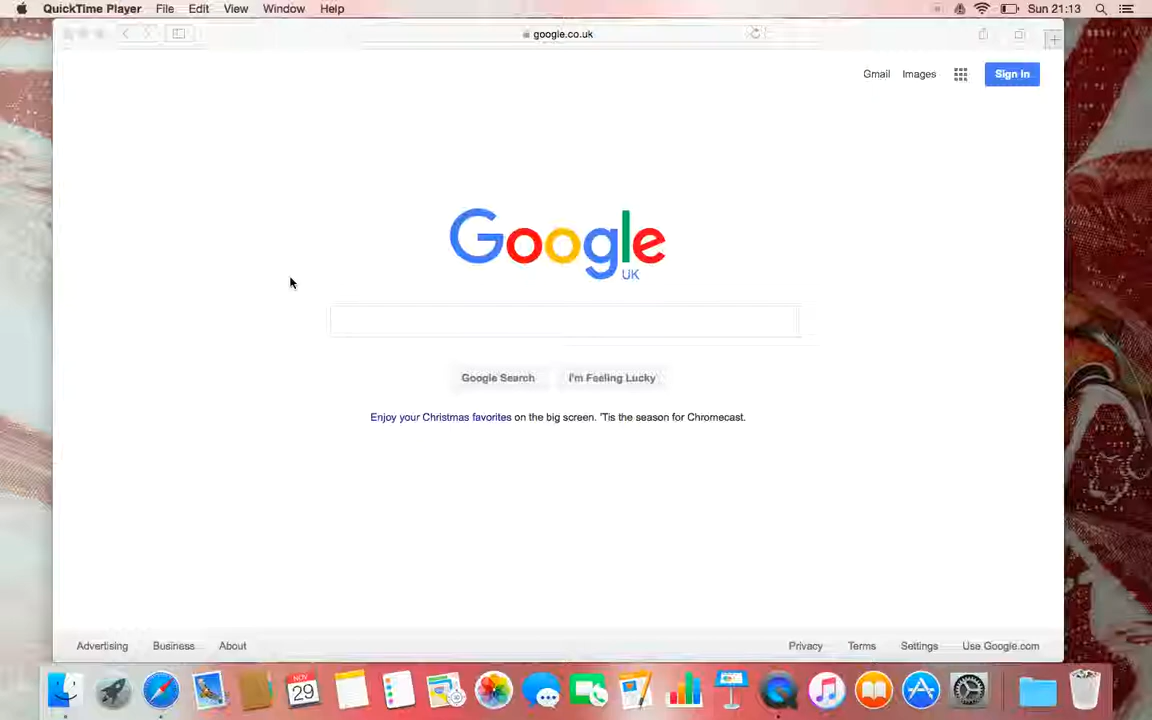 QuickTime Player File Edit View Window Help Sun 21:13
google.co.uk
Gmail Images Sign In
Google
UK
Google Search I'm Feeling Lucky
Enjoy your Christmas favorites on the big screen. 'Tis the season for Chromecast.
Advertising Business About Privacy Terms Settings Use Google.com
NOV
29